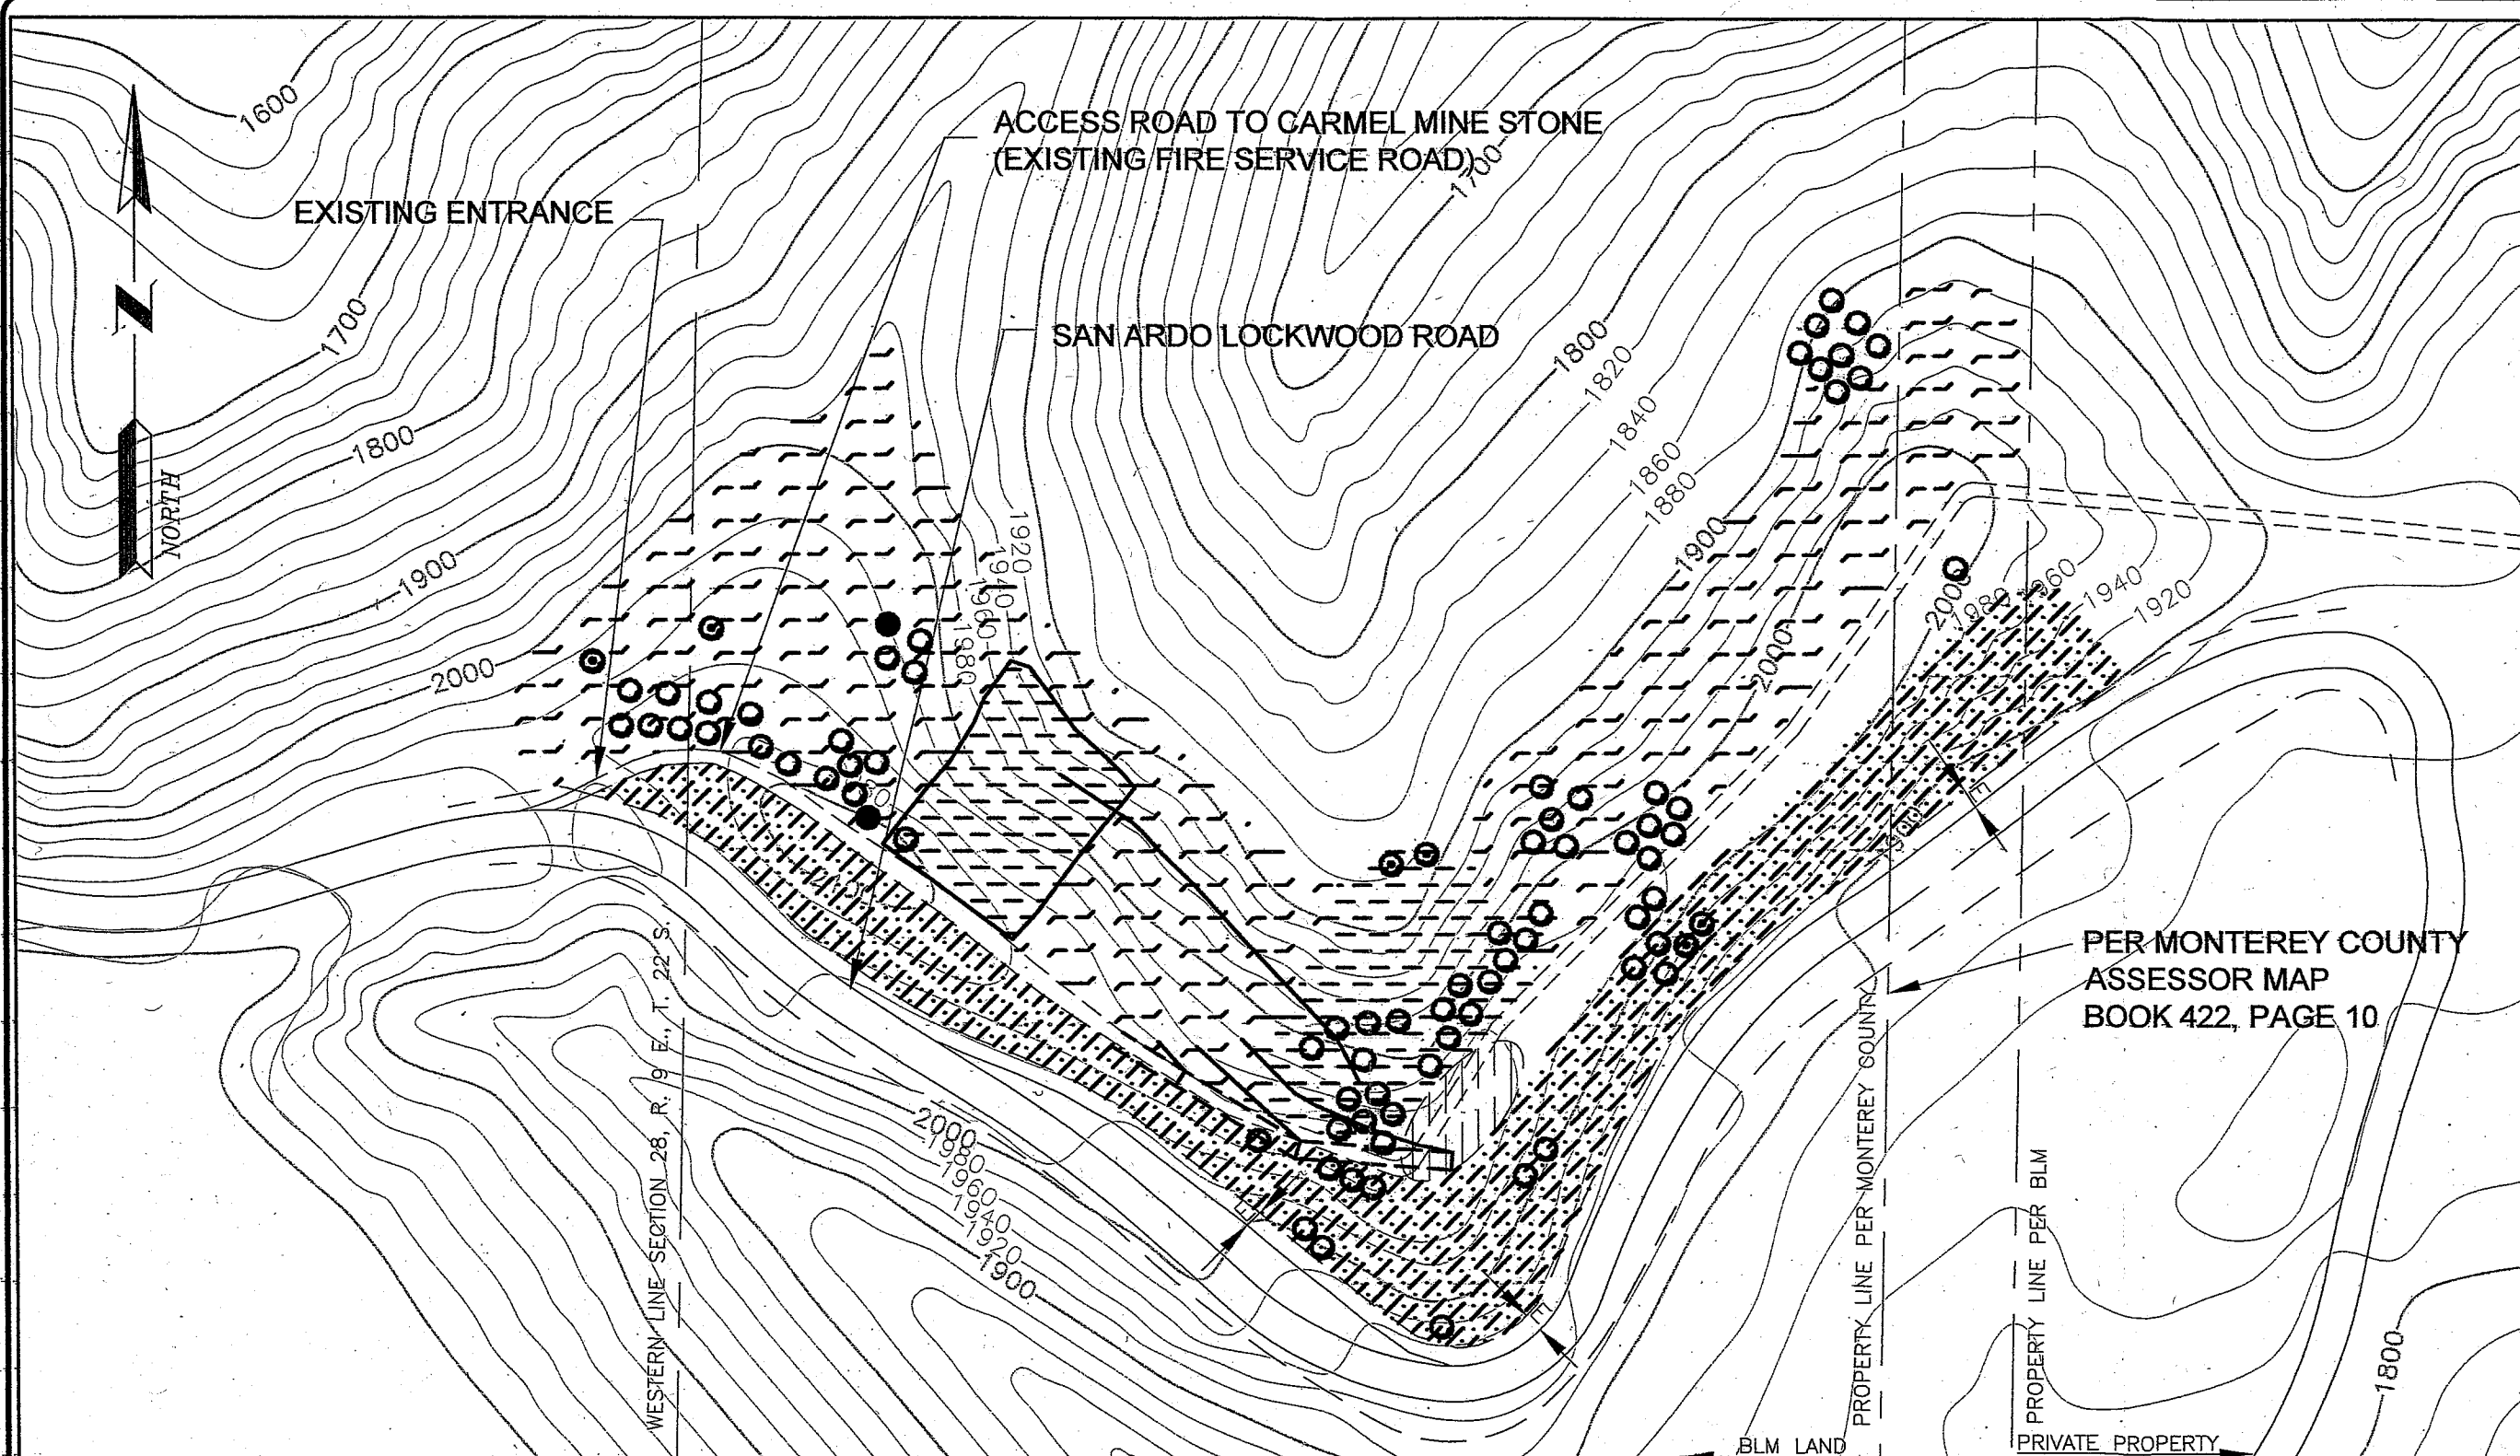 1600
ACCESS ROAD TO CARMEL MINE STONE
(EXISTING FIRE SERVICE ROAD)
1700
EXISTING ENTRANCE
N
1700
SAN ARDO LOCKWOOD ROAD
1800
1820
1840
1800
1860
1880
NORTH
1900
1900
1920
1940
1960
1980
2000
2000
2000
1980
1960
1940
1920
PER MONTEREY COUNTY
ASSESSOR MAP
BOOK 422, PAGE 10
WESTERN LINE SECTION 28, R. 9 E., T. 22 S.
2000
1980
1960
1940
1920
1900
PROPERTY LINE PER MONTEREY COUNTY
PROPERTY LINE PER BLM
1800
BLM LAND
PRIVATE PROPERTY